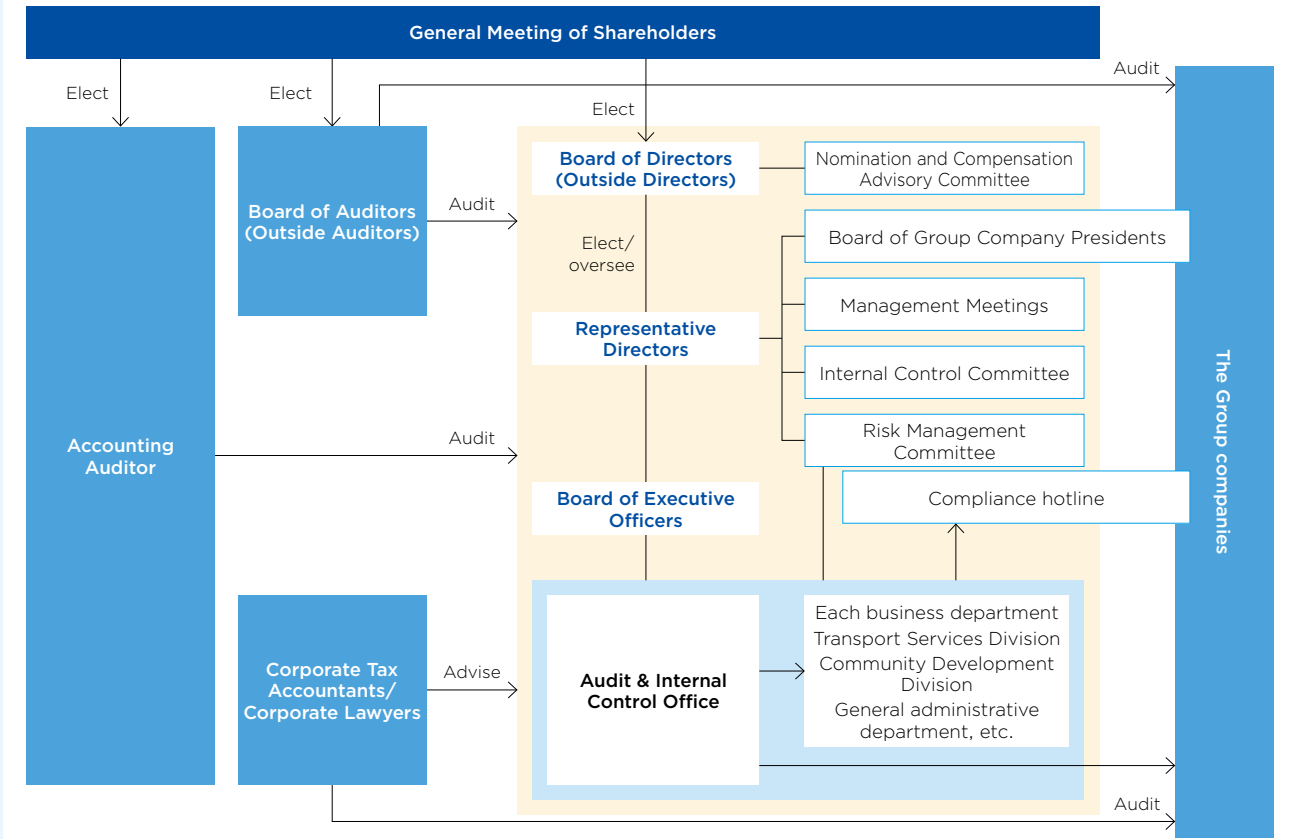 General Meeting of Shareholders
Audit
Elect
Elect
Elect
Board of Directors
(Outside Directors)
Nomination and Compensation
Advisory Committee
Board of Auditors
(Outside Auditors)
Audit
Board of Group Company Presidents
Elect/
oversee
Management Meetings
Representative
Directors
The Group companies
Internal Control Committee
Accounting
Auditor
Audit
Risk Management
Committee
Board of Executive
Officers
Compliance hotline
Corporate Tax
Accountants/
Corporate Lawyers
Advise
Audit & Internal
Control Office
Each business department
Transport Services Division
Community Development
Division
General administrative
department, etc.
Audit